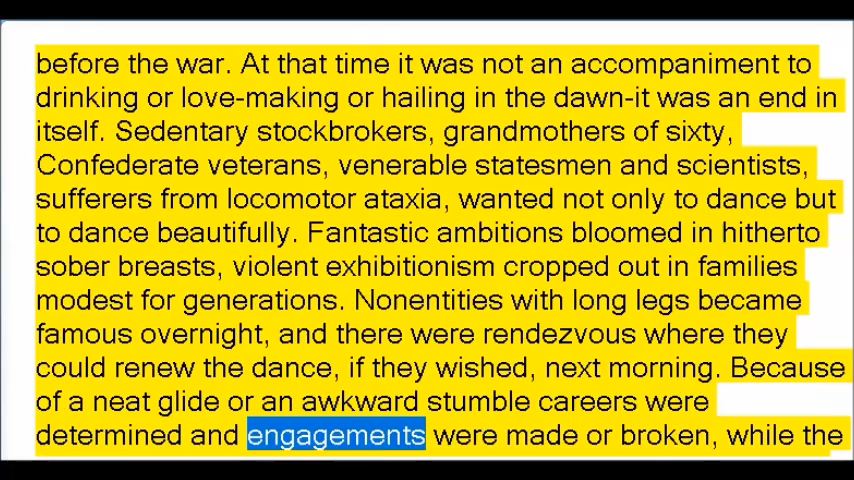 before the war. At that time it was not an accompaniment to
drinking or love-making or hailing in the dawn-it was an end in
itself. Sedentary stockbrokers, grandmothers of sixty,
Confederate veterans, venerable statesmen and scientists,
sufferers from locomotor ataxia, wanted not only to dance but
to dance beautifully. Fantastic ambitions bloomed in hitherto
sober breasts, violent exhibitionism cropped out in families
modest for generations. Nonentities with long legs became
famous overnight, and there were rendezvous where they
could renew the dance, if they wished, next morning. Because
of a neat glide or an awkward stumble careers were
determined and engagements were made or broken, while the